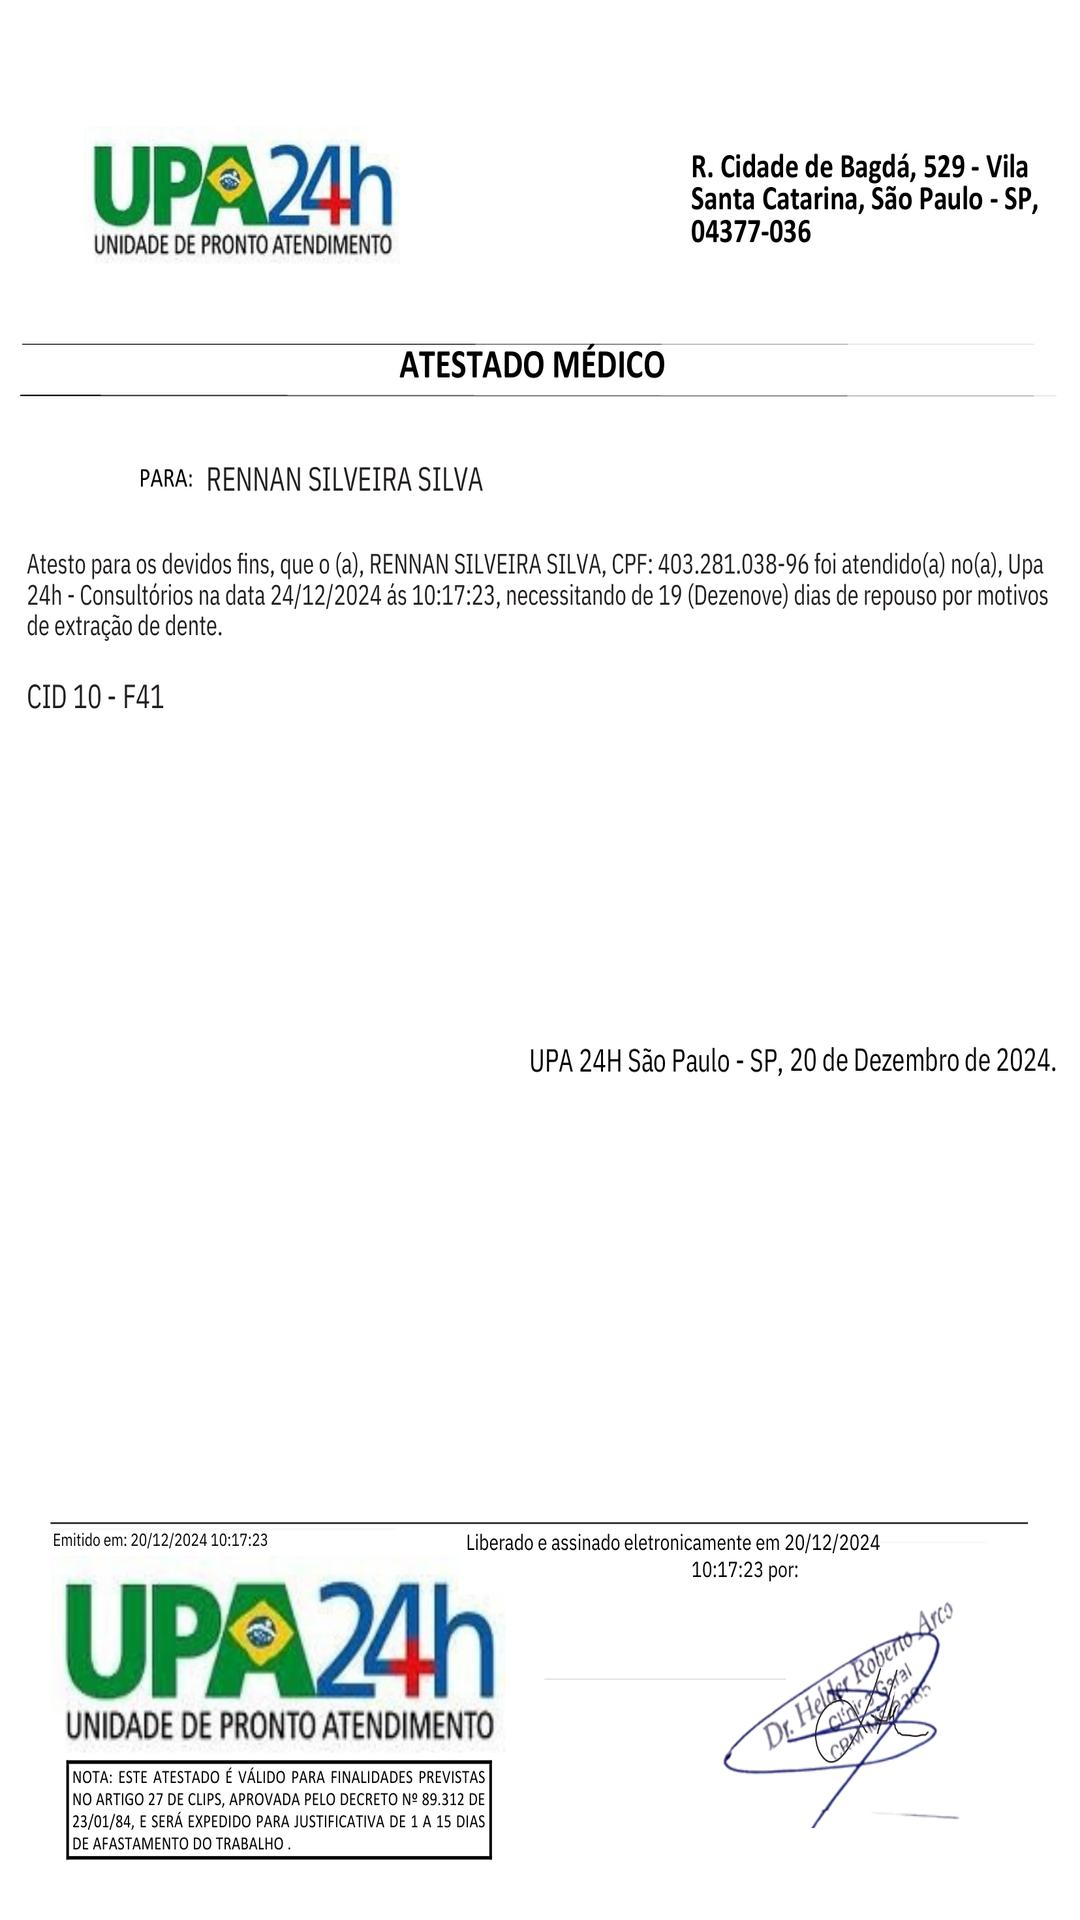 UPA24h
UNIDADE DE PRONTO ATENDIMENTO
R. Cidade de Bagdá, 529 - Vila
Santa Catarina, São Paulo - SP,
04377-036
ATESTADO MÉDICO
PARA: RENNAN SILVEIRA SILVA
Atesto para os devidos fins, que o (a), RENNAN SILVEIRA SILVA, CPF: 403.281.038-96 foi atendido(a) no(a), Upa
24h - Consultórios na data 24/12/2024 ás 10:17:23, necessitando de 19 (Dezenove) dias de repouso por motivos
de extração de dente.
CID 10 - F41
UPA 24H São Paulo - SP, 20 de Dezembro de 2024.
Emitido em: 20/12/2024 10:17:23
Liberado e assinado eletronicamente em 20/12/2024
10:17:23 por:
UPA24h
UNIDADE DE PRONTO ATENDIMENTO
Dr. Helder Roberto Arco
Clínica Geral
NOTA: ESTE ATESTADO É VÁLIDO PARA FINALIDADES PREVISTAS
NO ARTIGO 27 DE CLIPS, APROVADA PELO DECRETO Nº 89.312 DE
23/01/84, E SERÁ EXPEDIDO PARA JUSTIFICATIVA DE 1 A 15 DIAS
DE AFASTAMENTO DO TRABALHO .